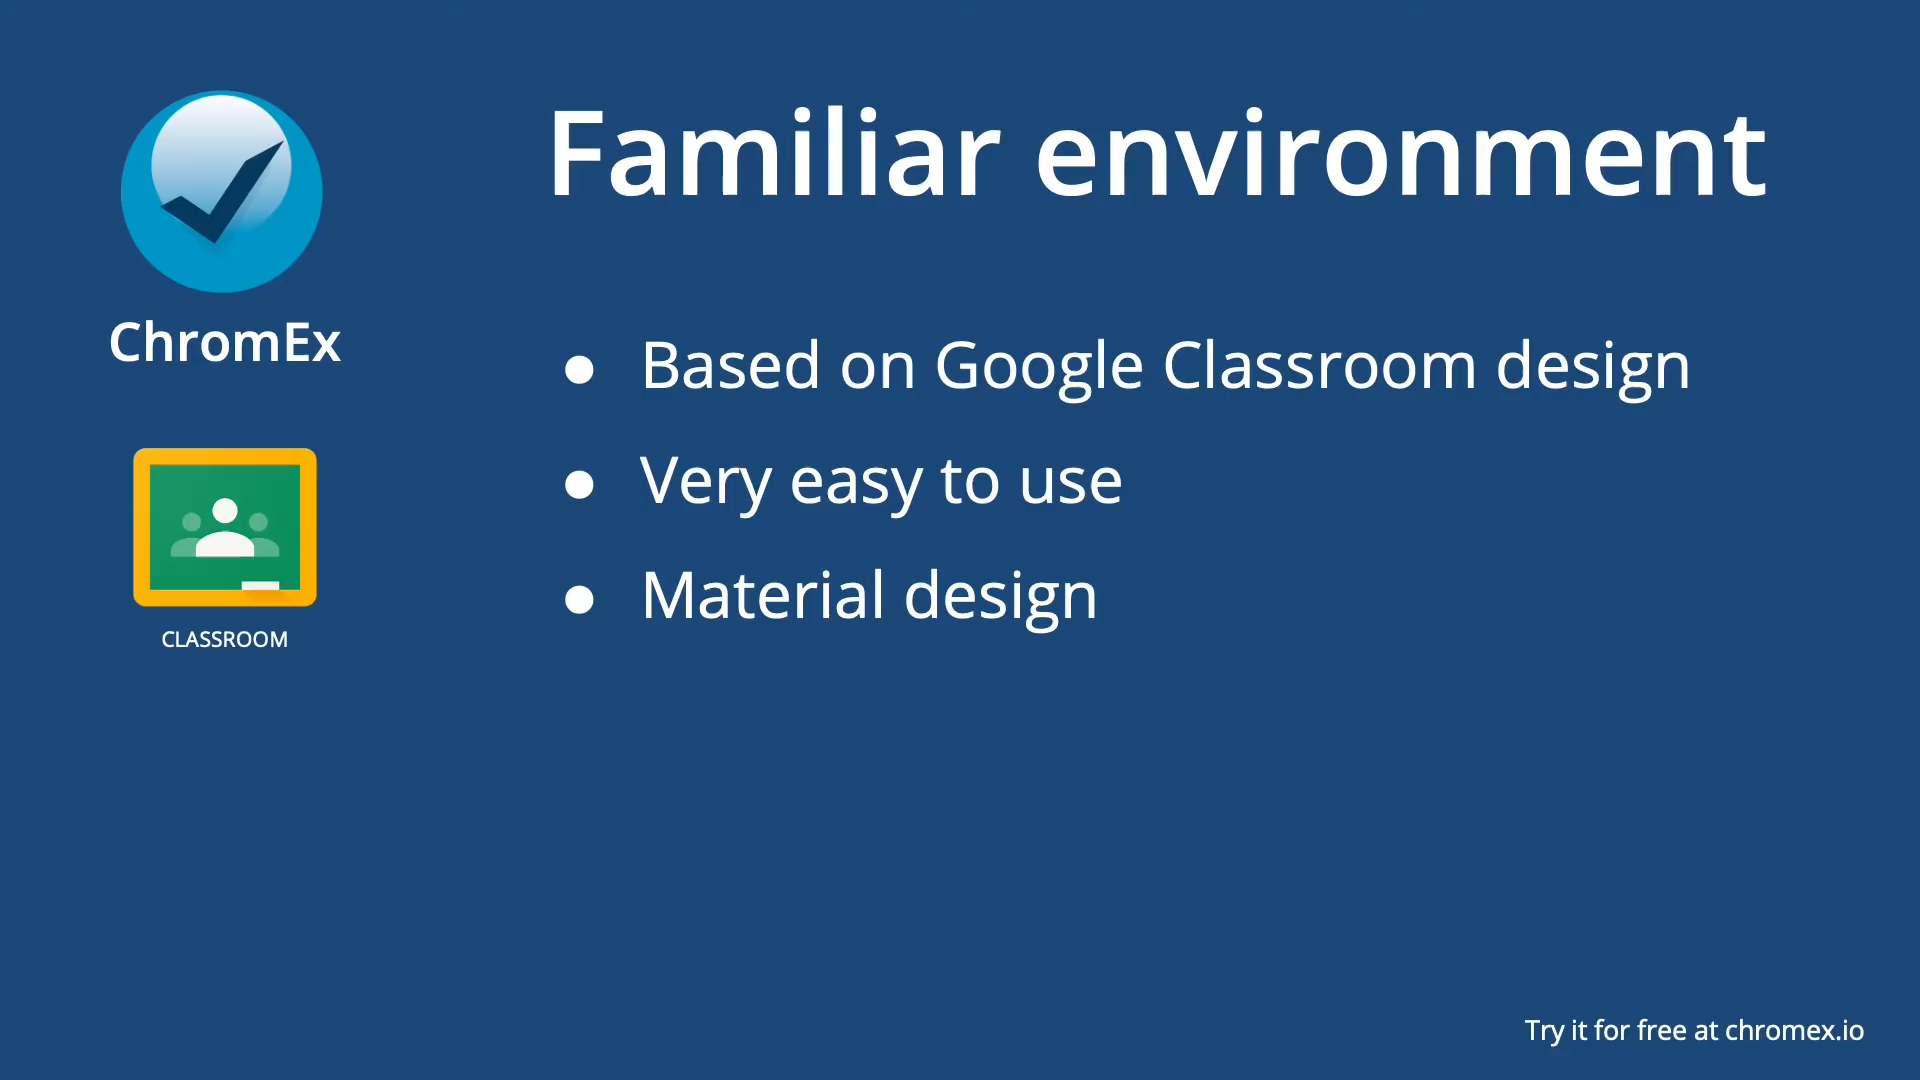 Familiar environment
ChromEx
● Based on Google Classroom design
● Very easy to use
● Material design
CLASSROOM
Try it for free at chromex.io